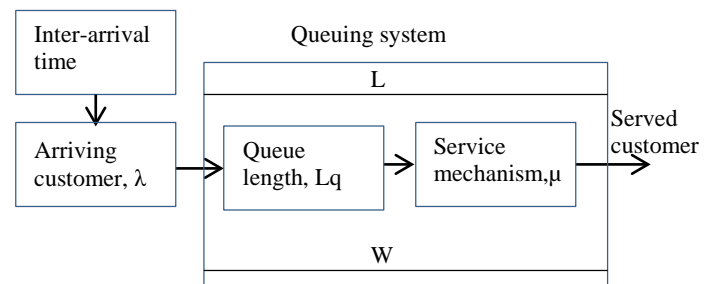 Inter-arrival
time
Queuing system
L
Arriving
customer, λ
Queue
length, Lq
Service
mechanism,μ
Served
customer
W